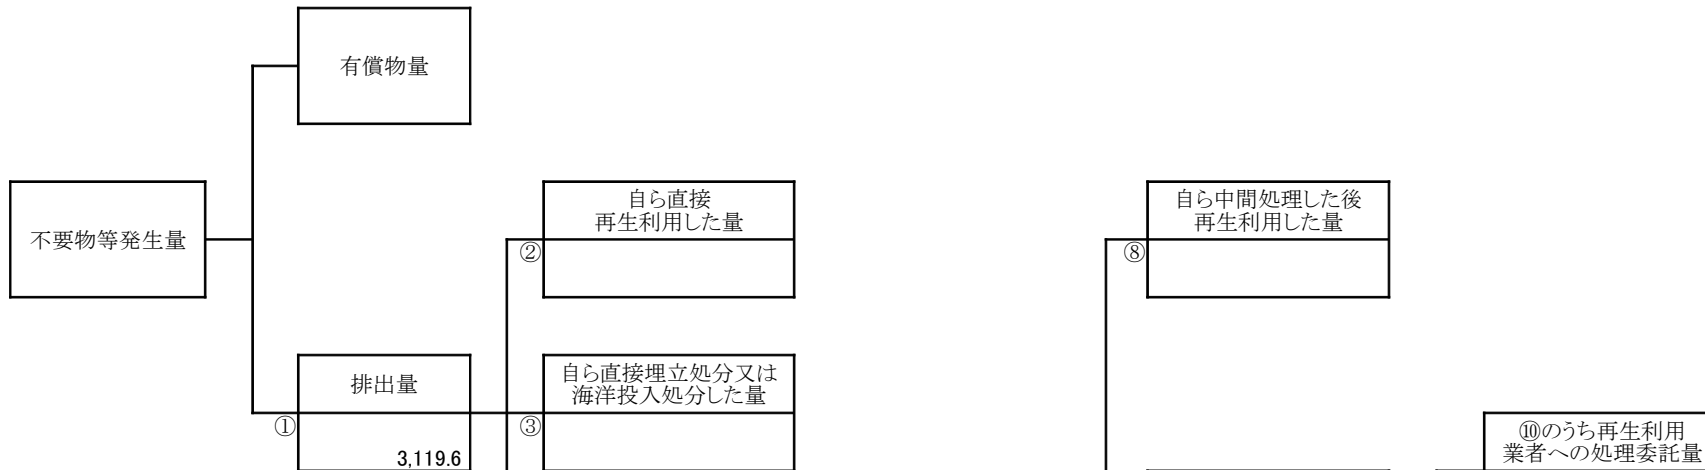 有償物量
不要物等発生量
自ら直接
再生利用した量
②
自ら中間処理した後
再生利用した量
⑧
排出量
①
3,119.6
自ら直接埋立処分又は
海洋投入処分した量
③
⑩のうち再生利用
業者への処理委託量